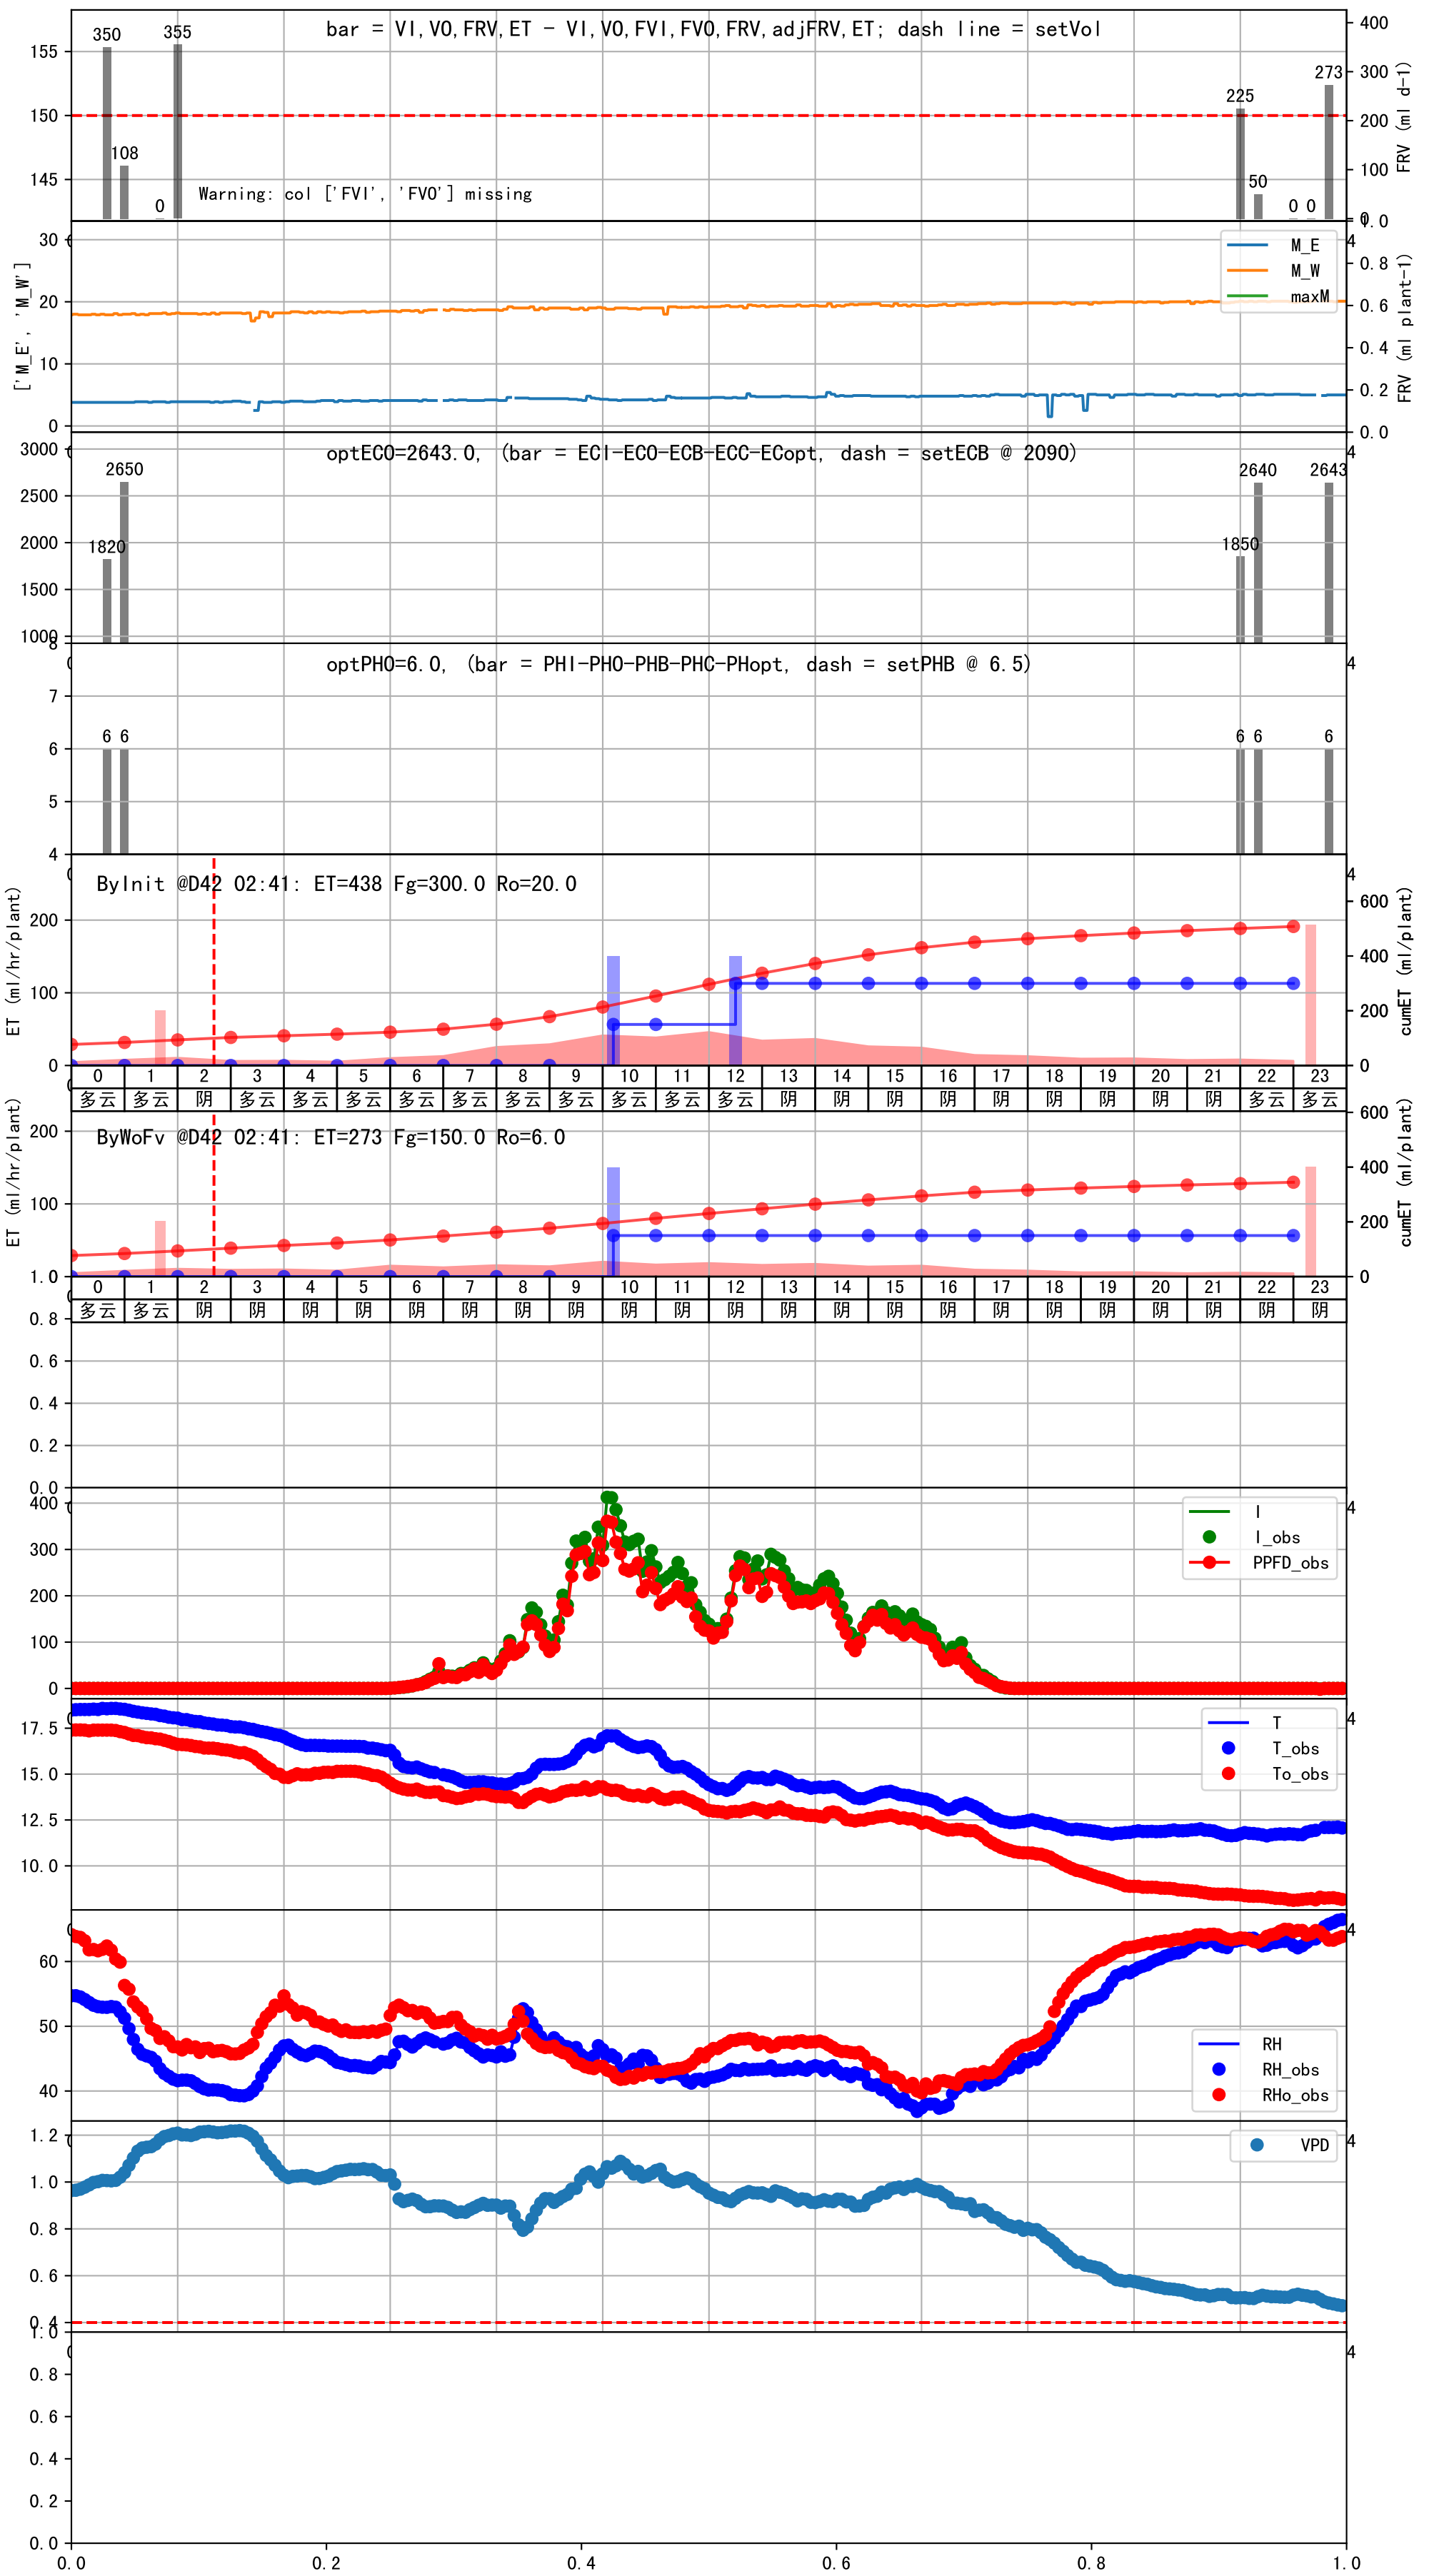 bar = VI,VO,FRV,ET - VI,VO,FVI,FVO,FRV,adjFRV,ET; dash line = setVol
350
355
108
0
225
50
0 0
273
155
150
145
400
300
200
100
FRV (ml d-1)
Warning: col ['FVI', 'FVO'] missing
['M_E', 'M_W']
30
20
10
0
M_E
M_W
maxM
1.0
0.8
0.6
0.4
0.2
0.0
FRV (ml plant-1)
optECO=2643.0, (bar = ECI-ECO-ECB-ECC-ECopt, dash = setECB @ 2090)
3000
2500
2000
1500
1000
1820
2650
1850
2640
2643
optPHO=6.0, (bar = PHI-PHO-PHB-PHC-PHopt, dash = setPHB @ 6.5)
8
7
6
5
4
6 6
6 6
6
ByInit @D42 02:41: ET=438 Fg=300.0 Ro=20.0
ET (ml/hr/plant)
200
100
0
600
400
200
0
cumET (ml/plant)
0 1 2 3 4 5 6 7 8 9 10 11 12 13 14 15 16 17 18 19 20 21 22 23
多云 多云 阴 多云 多云 多云 多云 多云 多云 多云 多云 多云 多云 阴 阴 阴 阴 阴 阴 阴 阴 阴 多云 多云
ByWoFv @D42 02:41: ET=273 Fg=150.0 Ro=6.0
ET (ml/hr/plant)
200
100
600
400
200
0
cumET (ml/plant)
0 1 2 3 4 5 6 7 8 9 10 11 12 13 14 15 16 17 18 19 20 21 22 23
多云 多云 阴 阴 阴 阴 阴 阴 阴 阴 阴 阴 阴 阴 阴 阴 阴 阴 阴 阴 阴 阴 多云 阴
1.0
0.8
0.6
0.4
0.2
0.0
400
300
200
100
0
I
I_obs
PPFD_obs
17.5
15.0
12.5
10.0
T
T_obs
To_obs
60
50
40
RH
RH_obs
RHo_obs
1.2
1.0
0.8
0.6
0.4
VPD
1.0
0.8
0.6
0.4
0.2
0.0
0.0 0.2 0.4 0.6 0.8 1.0